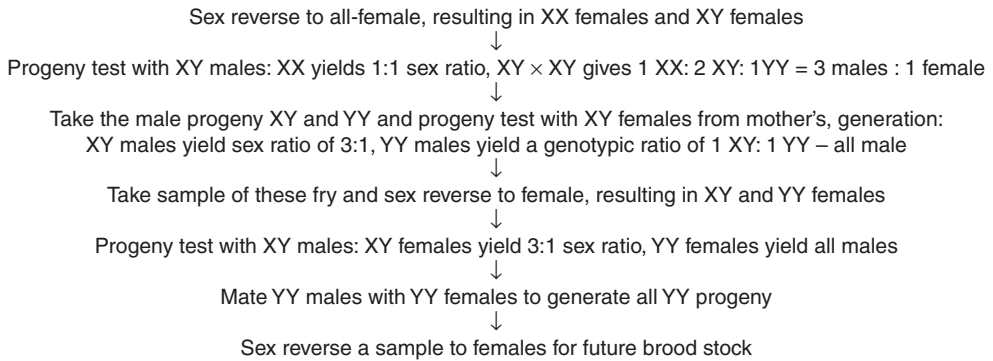 Sex reverse to all-female, resulting in XX females and XY females
↓
Progeny test with XY males: XX yields 1:1 sex ratio, XY × XY gives 1 XX: 2 XY: 1YY = 3 males : 1 female
↓
Take the male progeny XY and YY and progeny test with XY females from mother's, generation:
XY males yield sex ratio of 3:1, YY males yield a genotypic ratio of 1 XY: 1 YY – all male
↓
Take sample of these fry and sex reverse to female, resulting in XY and YY females
↓
Progeny test with XY males: XY females yield 3:1 sex ratio, YY females yield all males
↓
Mate YY males with YY females to generate all YY progeny
↓
Sex reverse a sample to females for future brood stock